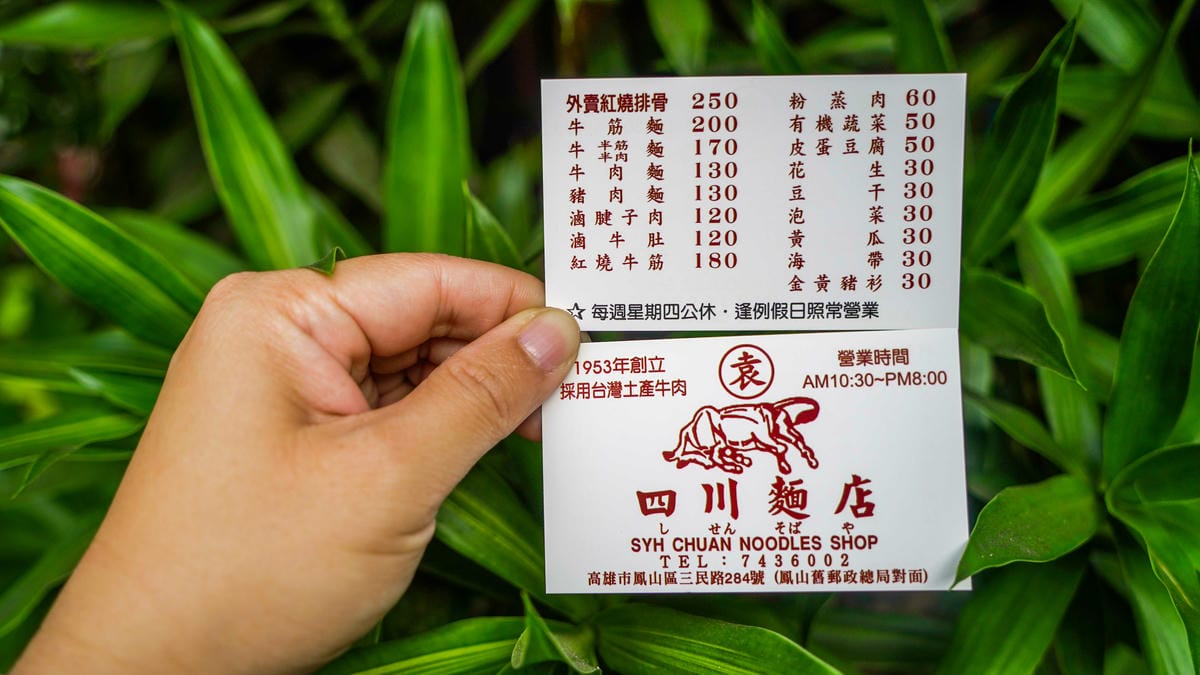 外賣紅燒排骨 250
牛筋麵 200
牛半筋半肉麵 170
牛肉麵 130
豬肉麵 130
滷腱子肉 120
滷牛肚 120
紅燒牛筋 180
粉蒸肉 60
有機蔬菜 50
皮蛋豆腐 50
花生 30
豆干 30
泡菜 30
黃瓜 30
海帶 30
金黃豬衫 30
☆每週星期四公休·逢例假日照常營業
1953年創立
採用台灣土產牛肉
袁
營業時間
AM10:30~PM8:00
四川麵店
し せん そば や
SYH CHUAN NOODLES SHOP
TEL:7436002
高雄市鳳山區三民路284號(鳳山舊郵政總局對面)